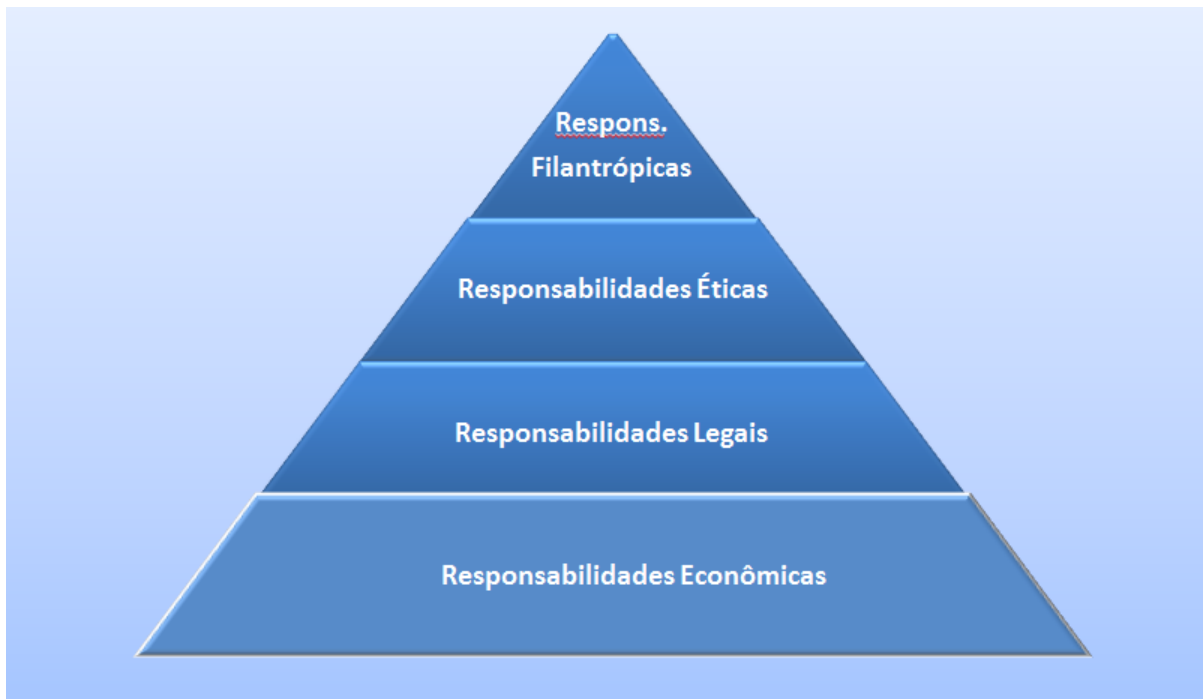 Respons.
Filantrópicas
Responsabilidades Éticas
Responsabilidades Legais
Responsabilidades Econômicas